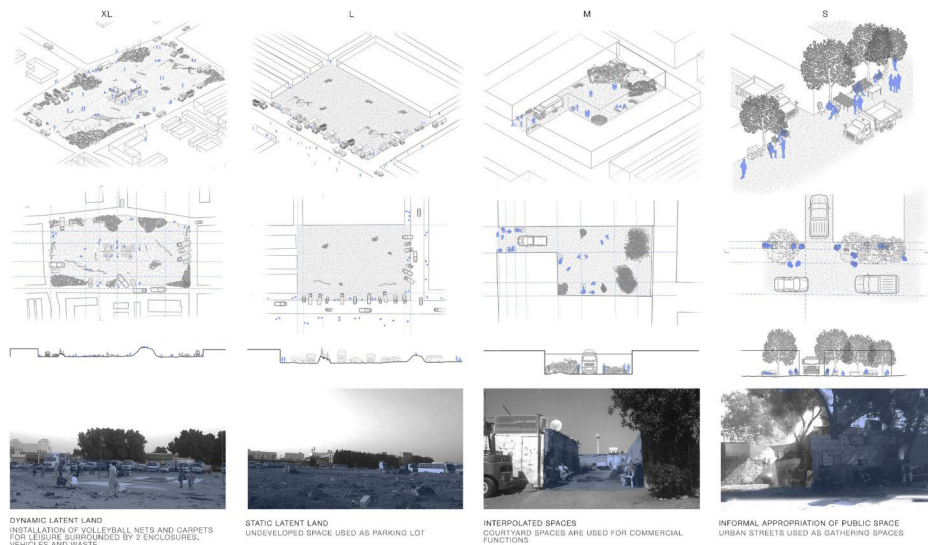 XL
L
M
S
DYNAMIC LATENT LAND
INSTALLATION OF VOLLEYBALL NETS AND CARPETS
FOR LEISURE SURROUNDED BY 2 ENCLOSURES,
VEHICLES AND WASTE
STATIC LATENT LAND
UNDEVELOPED SPACE USED AS PARKING LOT
INTERPOLATED SPACES
COURTYARD SPACES ARE USED FOR COMMERCIAL
FUNCTIONS
INFORMAL APPROPRIATION OF PUBLIC SPACE
URBAN STREETS USED AS GATHERING SPACES